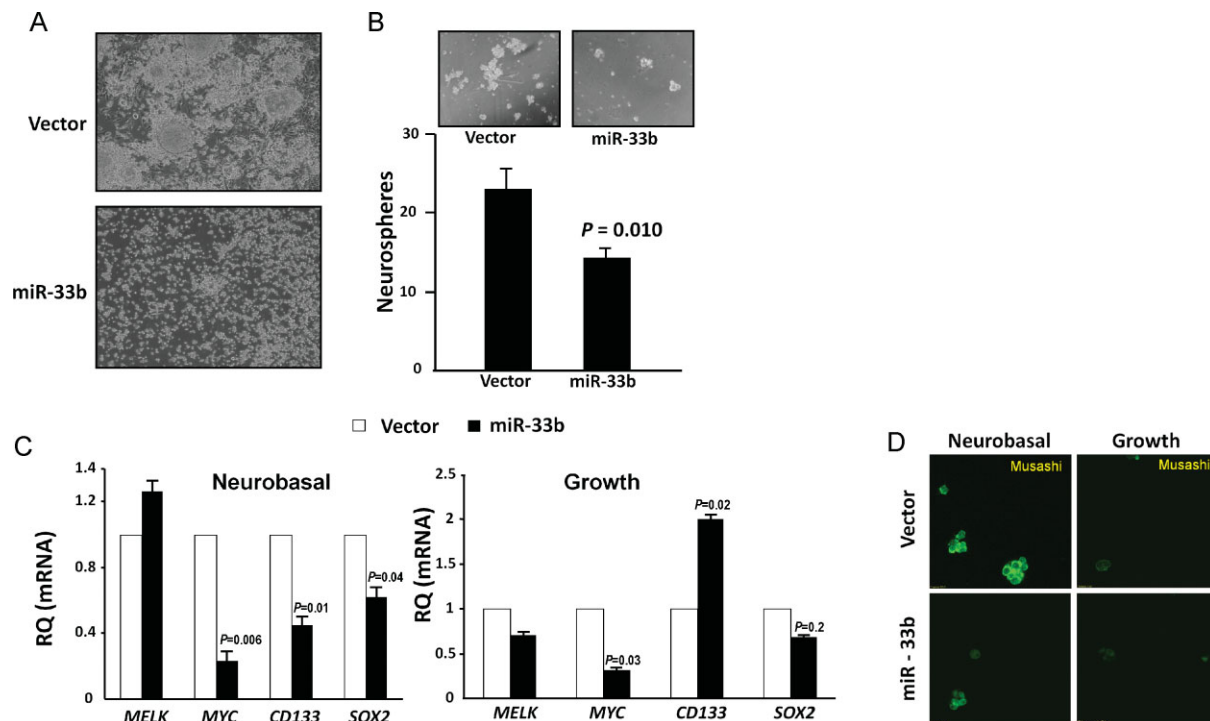 A
Vector
miR-33b
B
Vector
miR-33b
30
20
10
0
Neurospheres
P = 0.010
Vector
miR-33b
Vector
miR-33b
C
Neurobasal
RQ (mRNA)
1.4
1.2
0.8
0.4
0
P=0.006
P=0.01
P=0.04
MELK
MYC
CD133
SOX2
Growth
RQ (mRNA)
2.5
2
1.5
1
0.5
0
P=0.03
P=0.02
P=0.2
MELK
MYC
CD133
SOX2
D
Neurobasal
Growth
Vector
Musashi
Musashi
miR - 33b